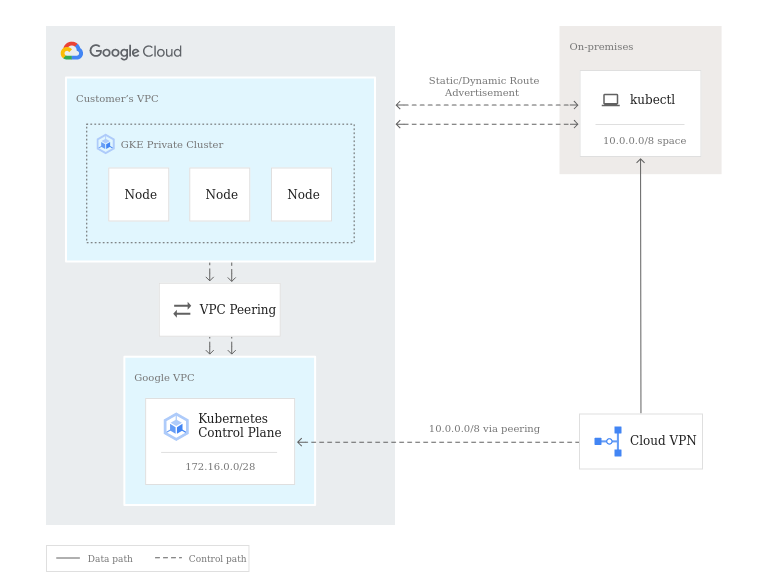 Google Cloud
Customer's VPC
GKE Private Cluster
Node
Node
Node
VPC Peering
Google VPC
Kubernetes
Control Plane
172.16.0.0/28
Static/Dynamic Route
Advertisement
On-premises
kubectl
10.0.0.0/8 space
10.0.0.0/8 via peering
Cloud VPN
Data path
Control path